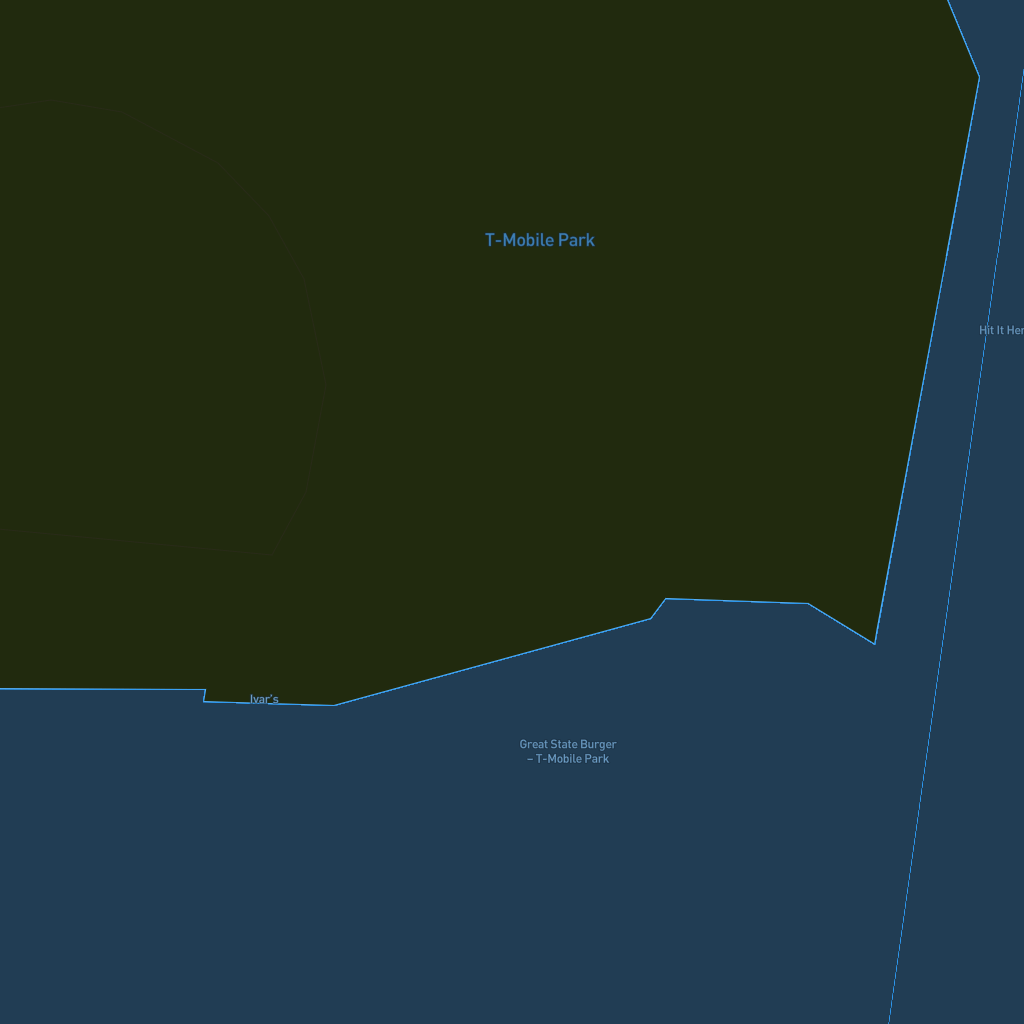 T-Mobile Park
Hit It Her
Ivar's
Great State Burger
– T-Mobile Park